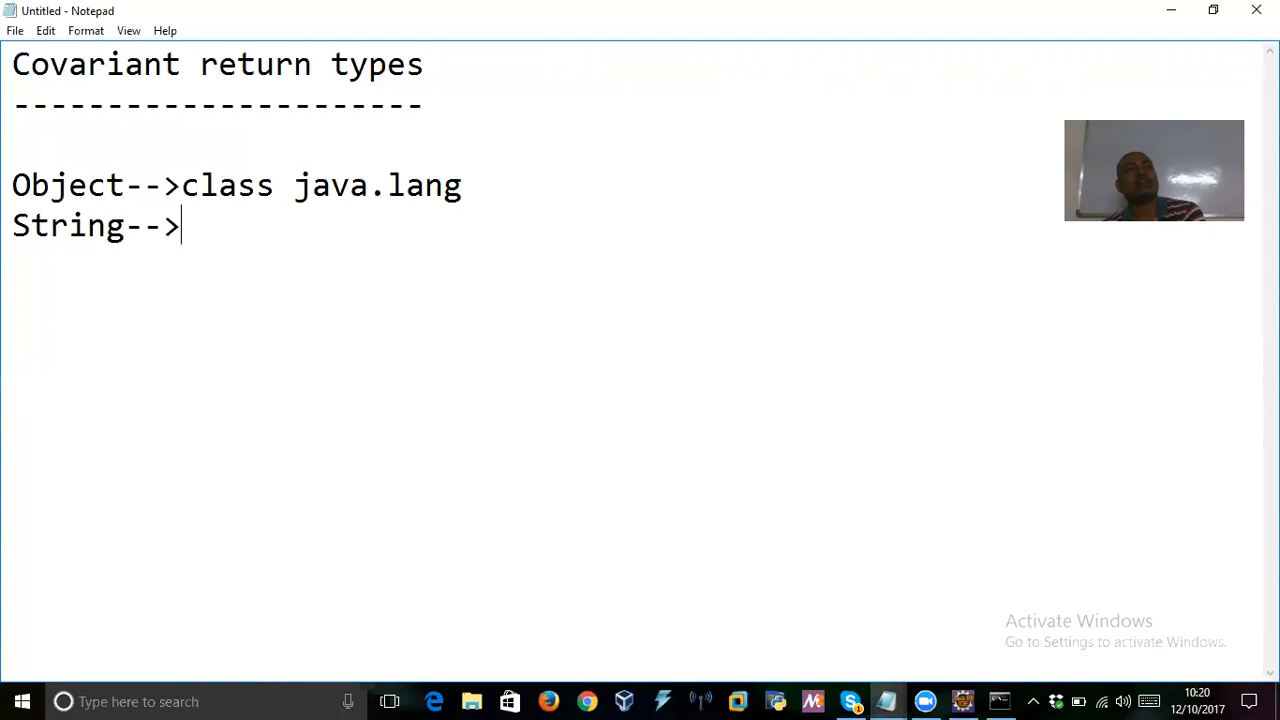 Untitled - Notepad
File Edit Format View Help
Covariant return types
----------------------
Object-->class java.lang
String-->
Activate Windows
Go to Settings to activate Windows.
Type here to search
10:20
12/10/2017